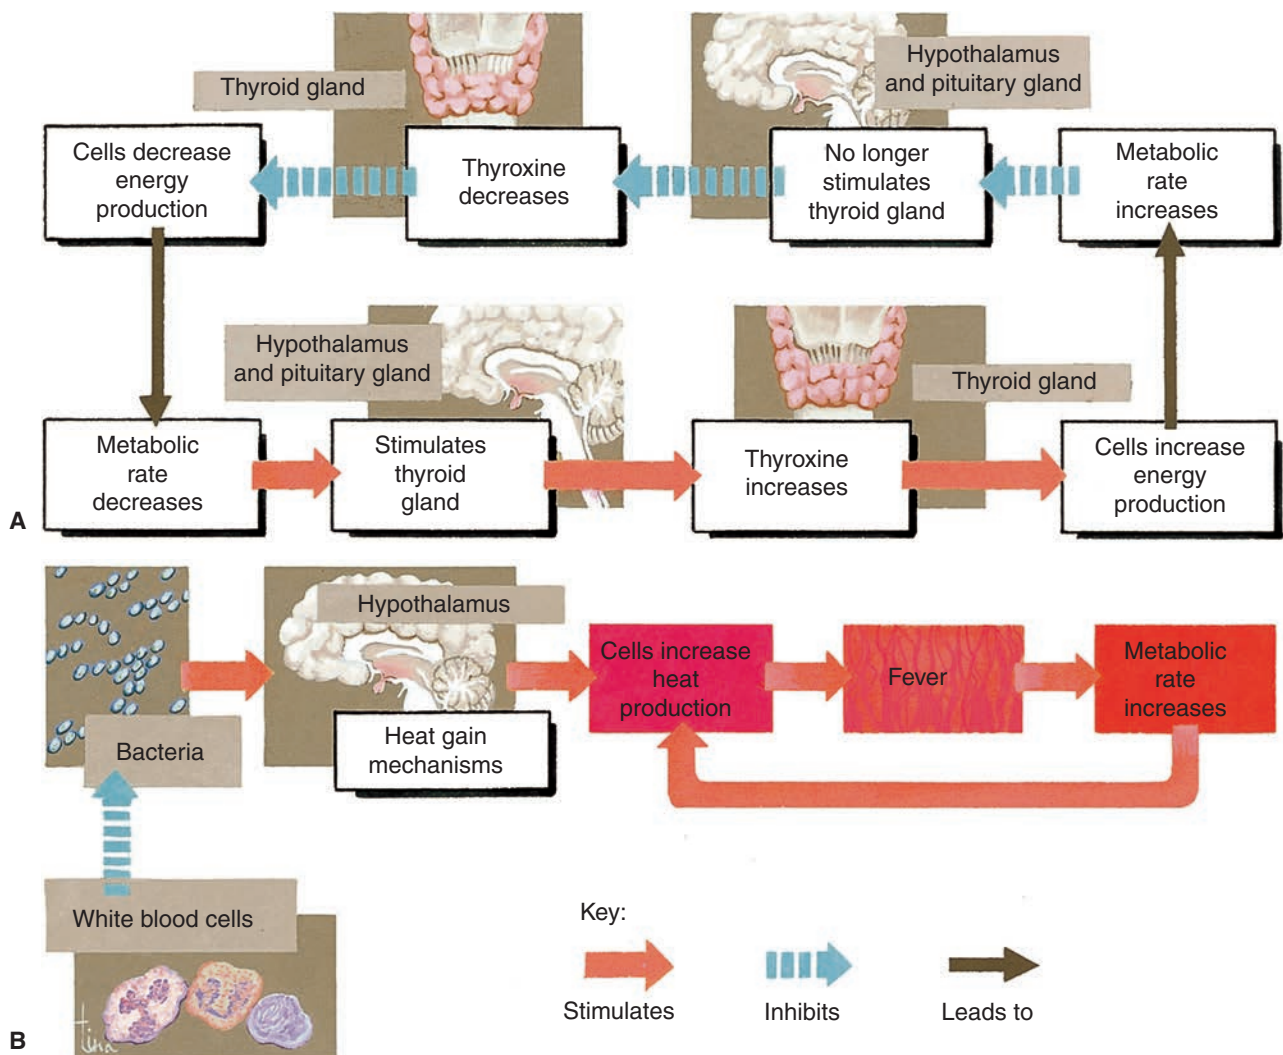 Thyroid gland
Hypothalamus
and pituitary gland
Cells decrease
energy
production
Thyroxine
decreases
No longer
stimulates
thyroid gland
Metabolic
rate
increases
Hypothalamus
and pituitary gland
Thyroid gland
Metabolic
rate
decreases
Stimulates
thyroid
gland
Thyroxine
increases
Cells increase
energy
production
A
Hypothalamus
Bacteria
Heat gain
mechanisms
Cells increase
heat
production
Fever
Metabolic
rate
increases
White blood cells
Key:
Stimulates
Inhibits
Leads to
tina
B